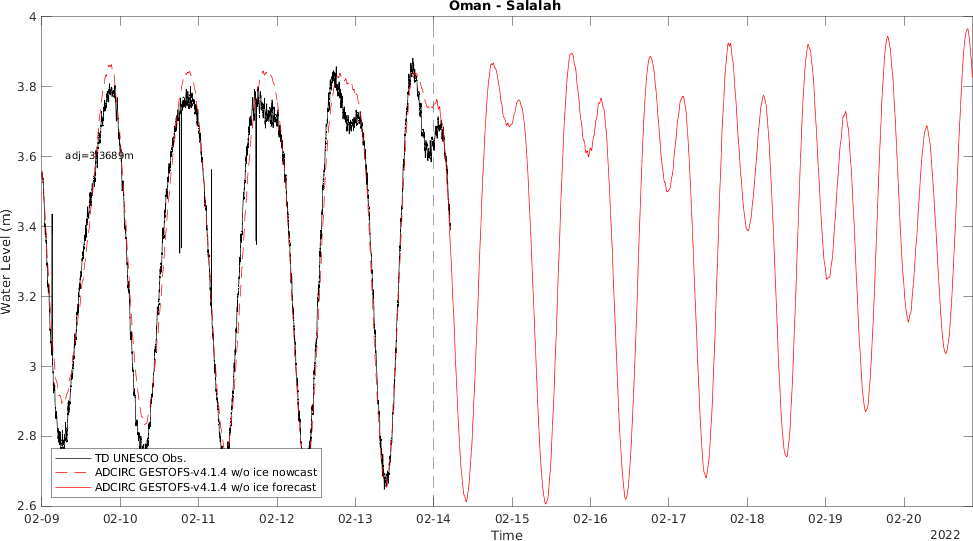 Oman - Salalah
4
3.8
3.6
3.4
3.2
3
2.8
2.6
Water Level (m)
adj=3.3689m
TD UNESCO Obs.
ADCIRC GESTOFS-v4.1.4 w/o ice nowcast
ADCIRC GESTOFS-v4.1.4 w/o ice forecast
02-09 02-10 02-11 02-12 02-13 02-14 02-15 02-16 02-17 02-18 02-19 02-20
Time
2022